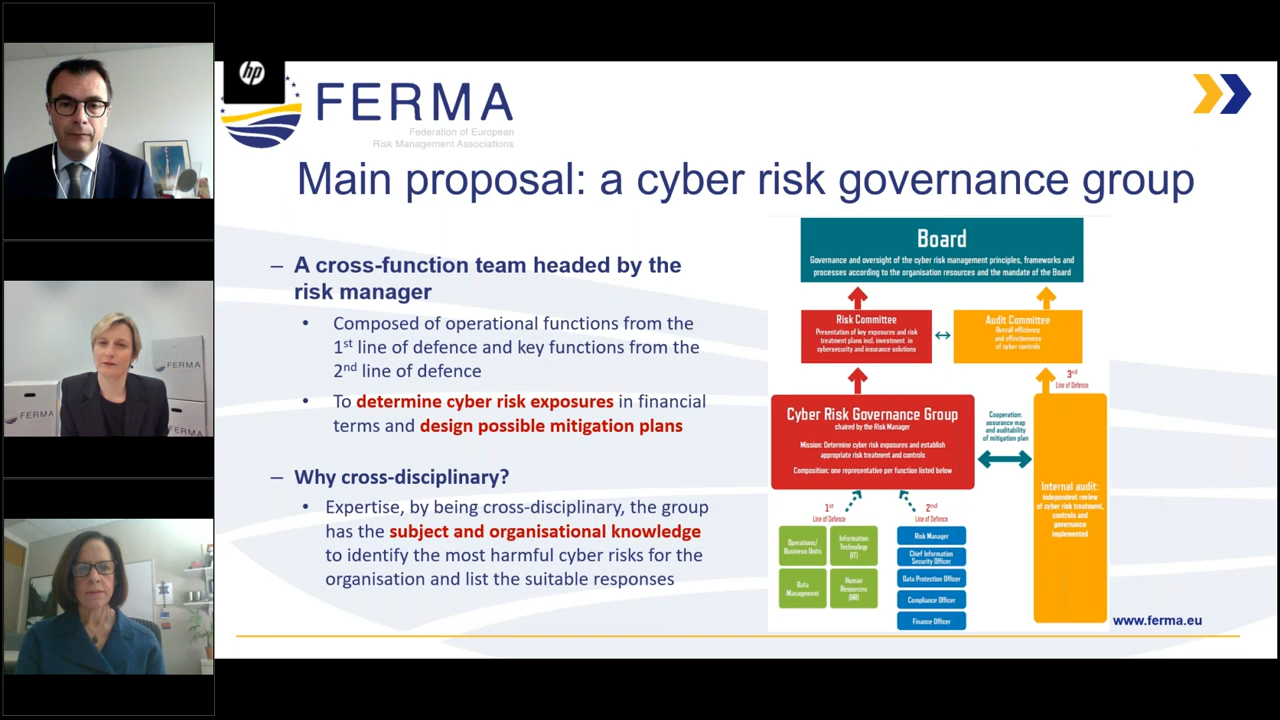 hp
FERMA
Federation of European
Risk Management Associations
Main proposal: a cyber risk governance group
– A cross-function team headed by the
risk manager
• Composed of operational functions from the
1st line of defence and key functions from the
2nd line of defence
• To determine cyber risk exposures in financial
terms and design possible mitigation plans
– Why cross-disciplinary?
• Expertise, by being cross-disciplinary, the group
has the subject and organisational knowledge
to identify the most harmful cyber risks for the
organisation and list the suitable responses
Board
Governance and oversight of the cyber risk management principles, frameworks and
processes according to the organisation resources and the mandate of the Board
Risk Committee
Presentation of key exposures and risk
treatment plans incl. investment in
cybersecurity and insurance solutions
Audit Committee
Overall efficiency
and effectiveness
of cyber controls
3rd
Line of Defence
Cyber Risk Governance Group
chaired by the Risk Manager
Mission: Determine cyber risk exposures and establish
appropriate risk treatment and controls
Composition: one representative per function listed below
Cooperation:
assurance map
and auditability
of mitigation plan
Internal audit:
independent review
of cyber risk treatment,
controls and
governance
implemented
1st
Line of Defence
2nd
Line of Defence
Operations/
Business Units
Information
Technology
(IT)
Data
Management
Human
Resources
(HR)
Risk Manager
Chief Information
Security Officer
Data Protection Officer
Compliance Officer
Finance Officer
www.ferma.eu
FERMA
FERMA
FERMA